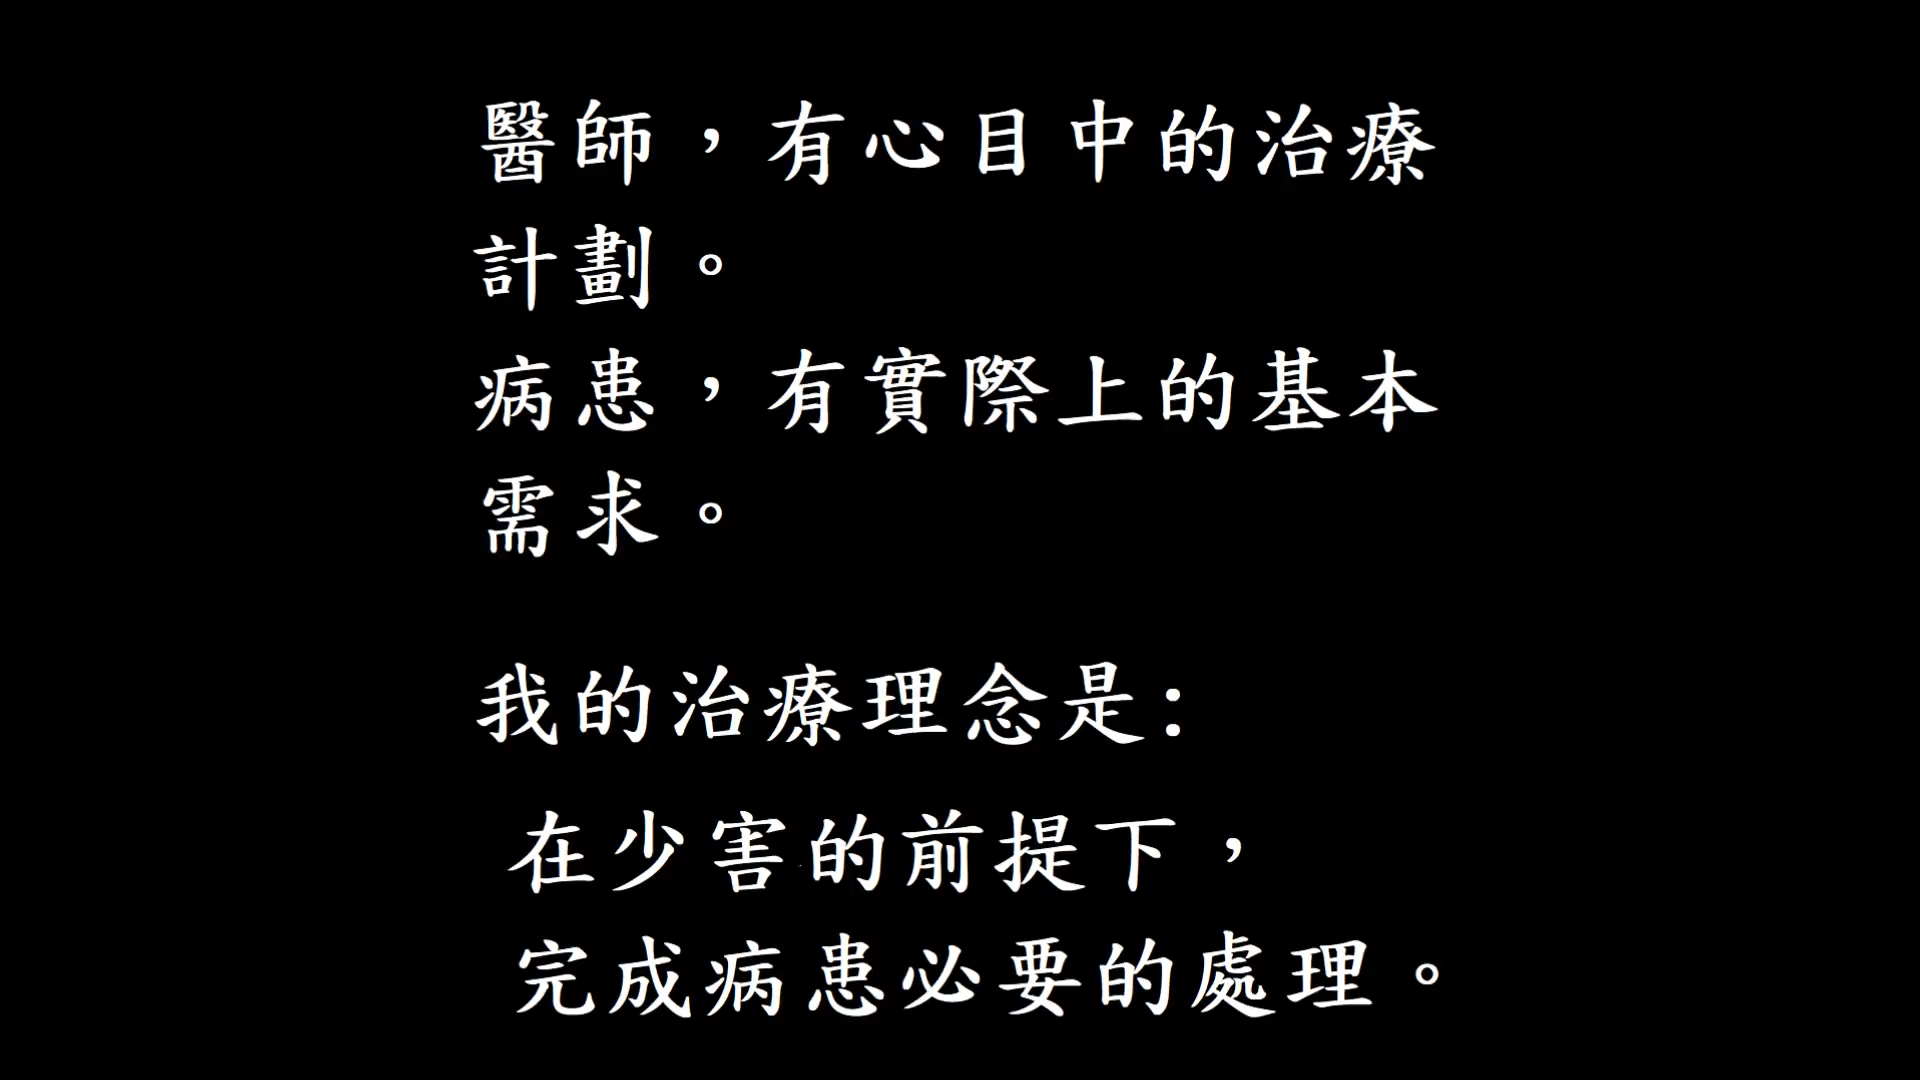 醫師，有心目中的治療
計劃。
病患，有實際上的基本
需求。
我的治療理念是:
在少害的前提下，
完成病患必要的處理。